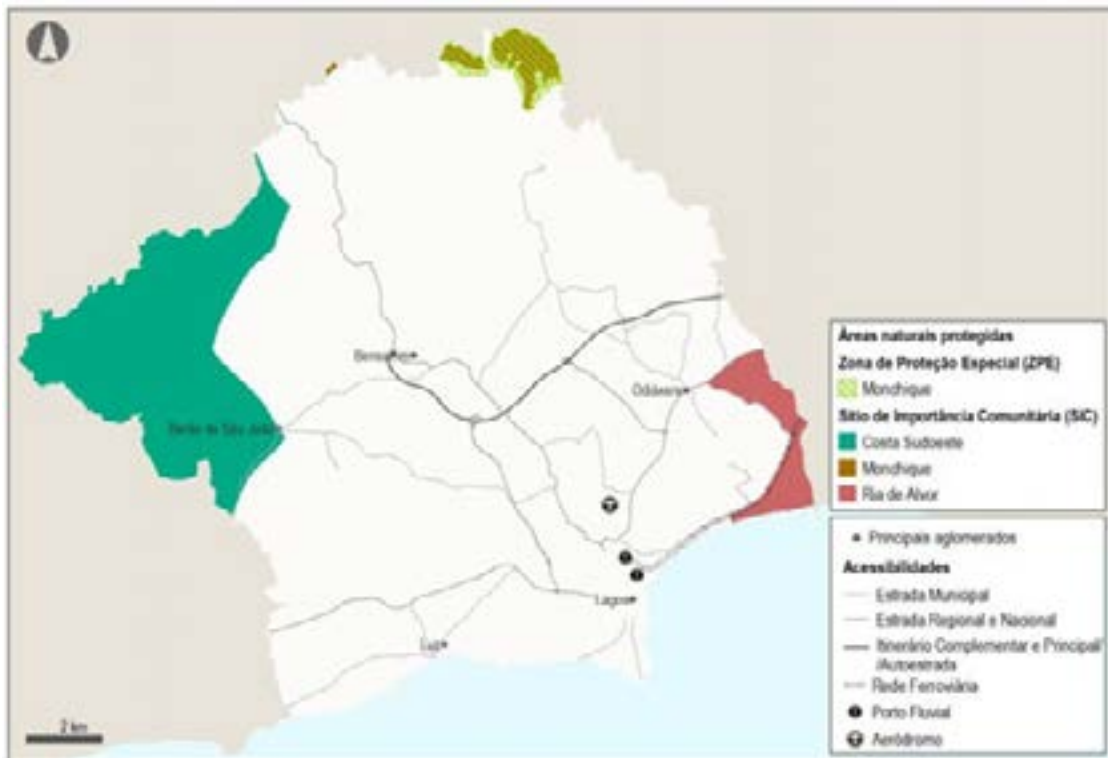 Bensafrim
Odiáxere
Barão de São João
Lagos
Luz
2 km
Áreas naturais protegidas
Zona de Proteção Especial (ZPE)
Monchique
Sítio de Importância Comunitária (SIC)
Costa Sudoeste
Monchique
Ria de Alvor
Principais aglomerados
Acessibilidades
Estrada Municipal
Estrada Regional e Nacional
Itinerário Complementar e Principal/
/Autoestrada
Rede Ferroviária
Porto Fluvial
Aeródromo